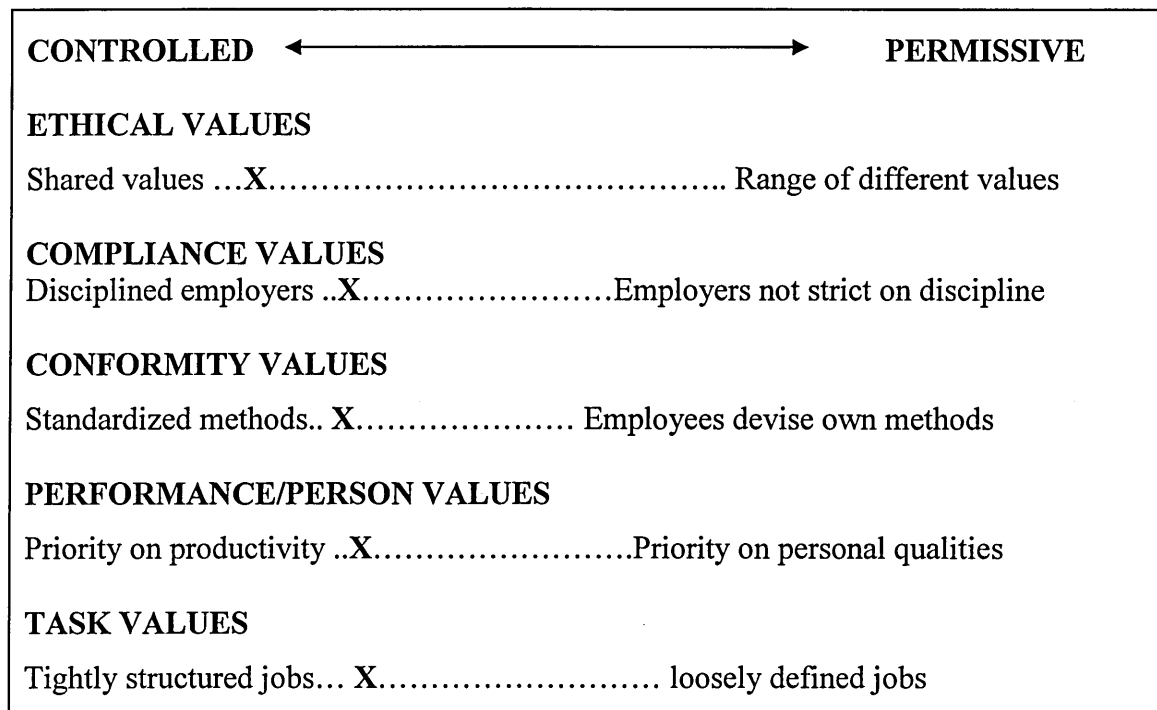 CONTROLLED ⟷ PERMISSIVE
ETHICAL VALUES
Shared values …X……………………………………….. Range of different values
COMPLIANCE VALUES
Disciplined employers ..X……………………Employers not strict on discipline
CONFORMITY VALUES
Standardized methods.. X………………… Employees devise own methods
PERFORMANCE/PERSON VALUES
Priority on productivity ..X…………………….Priority on personal qualities
TASK VALUES
Tightly structured jobs… X……………………… loosely defined jobs